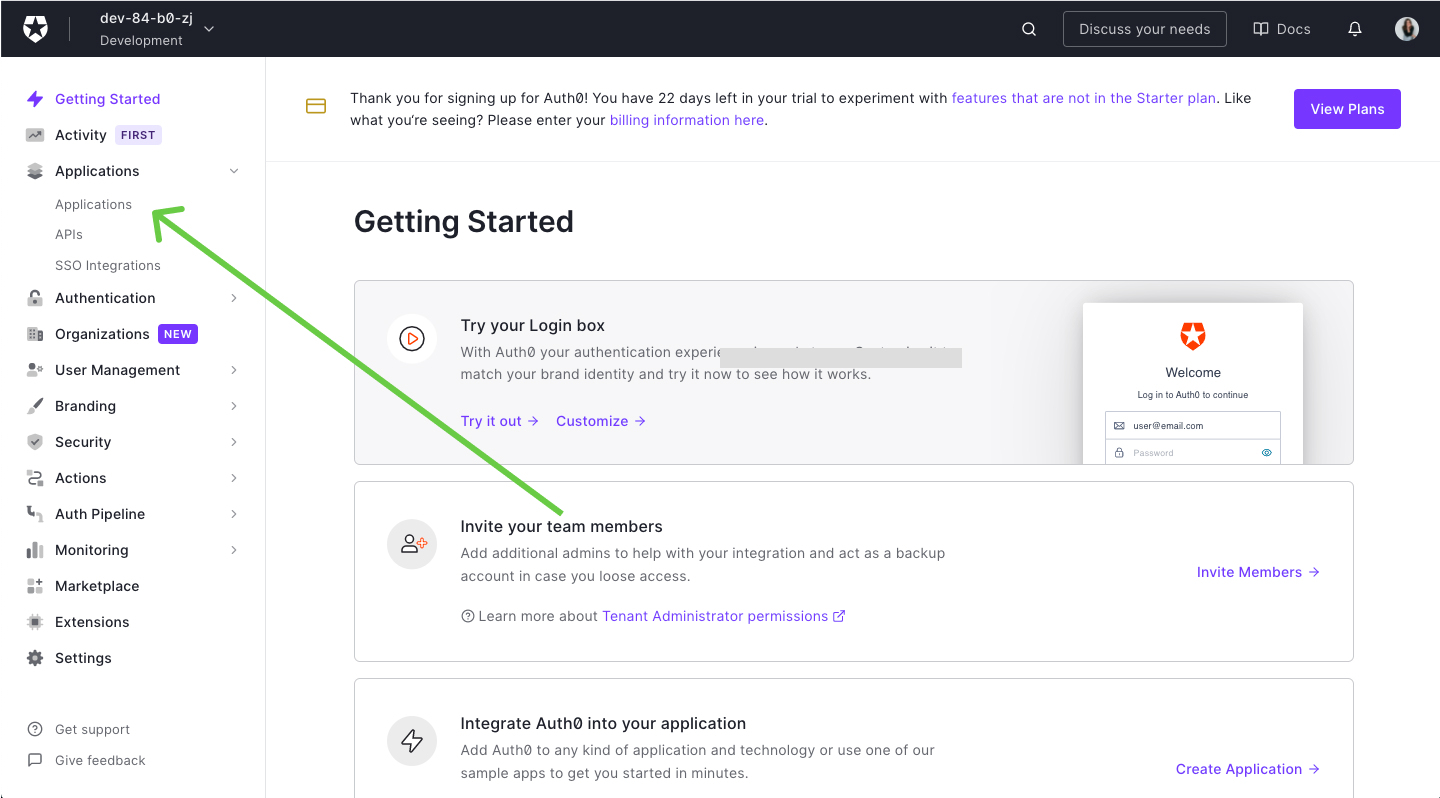 dev-84-b0-zj
Development
Discuss your needs
Docs
Getting Started
Activity FIRST
Applications
Applications
APIs
SSO Integrations
Authentication
Organizations NEW
User Management
Branding
Security
Actions
Auth Pipeline
Monitoring
Marketplace
Extensions
Settings
Get support
Give feedback
Thank you for signing up for Auth0! You have 22 days left in your trial to experiment with features that are not in the Starter plan. Like
what you're seeing? Please enter your billing information here.
View Plans
Getting Started
Try your Login box
With Auth0 your authentication
match your brand identity and try it now to see how it works.
Try it out → Customize →
Welcome
Log in to Auth0 to continue
user@email.com
Password
Invite your team members
Add additional admins to help with your integration and act as a backup
account in case you loose access.
Invite Members →
Learn more about Tenant Administrator permissions
Integrate Auth0 into your application
Add Auth0 to any kind of application and technology or use one of our
sample apps to get you started in minutes.
Create Application →